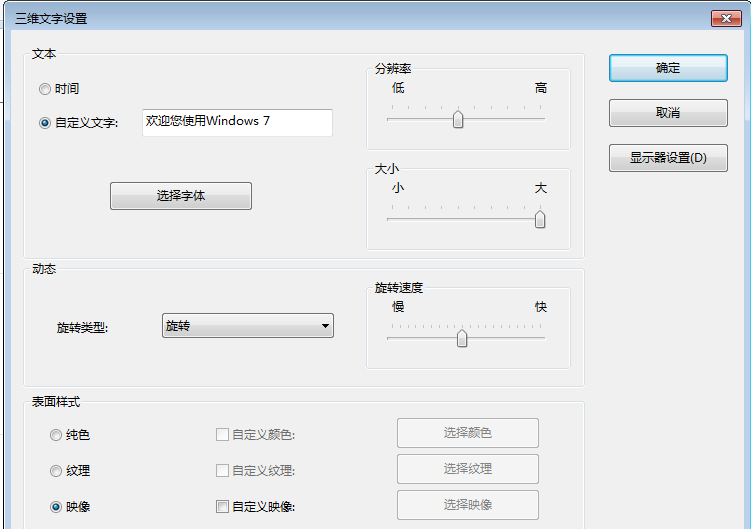 三维文字设置
文本
时间
自定义文字:
欢迎您使用Windows 7
选择字体
分辨率
低 高
大小
小 大
确定
取消
显示器设置(D)
动态
旋转类型:
旋转
旋转速度
慢 快
表面样式
纯色
自定义颜色:
选择颜色
纹理
自定义纹理:
选择纹理
映像
自定义映像:
选择映像